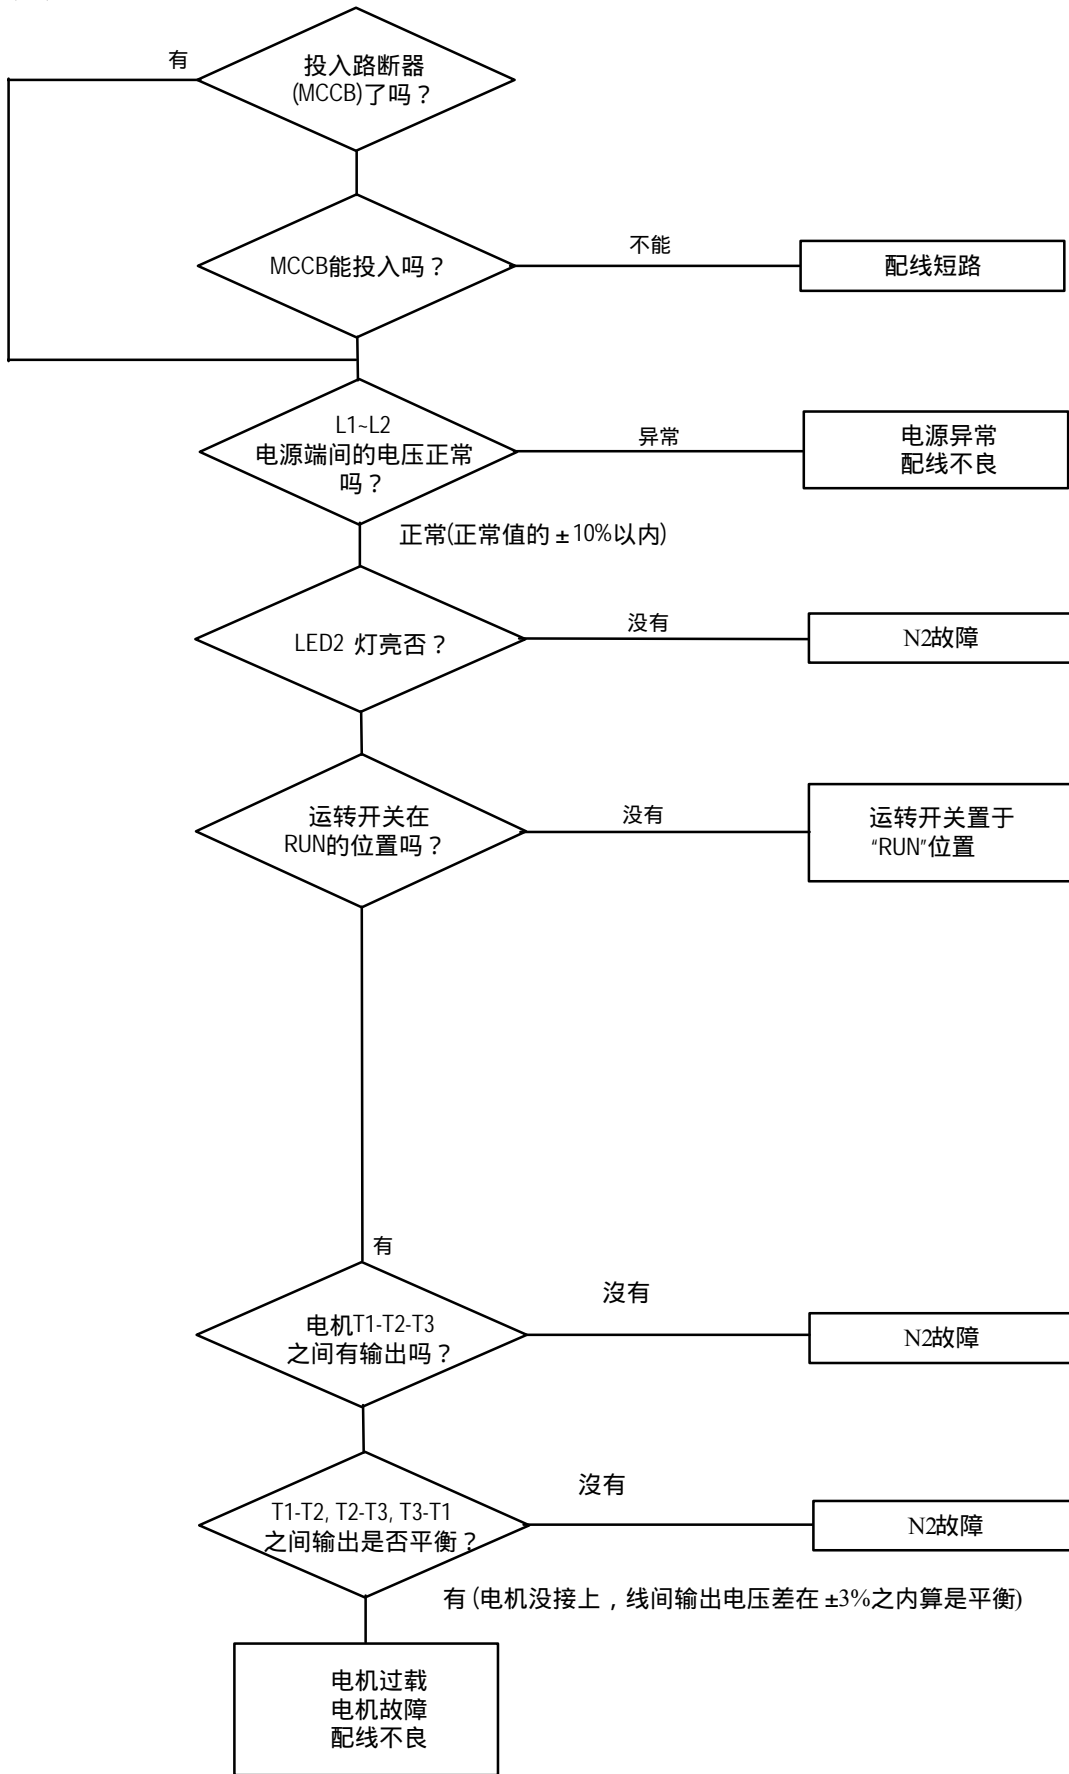 有
投入路断器
(MCCB)了吗？
MCCB能投入吗？
不能
配线短路
L1~L2
电源端间的电压正常
吗？
异常
电源异常
配线不良
正常(正常值的 ±10%以内)
LED2 灯亮否？
没有
N2故障
运转开关在
RUN的位置吗？
没有
运转开关置于
“RUN”位置
有
电机T1-T2-T3
之间有输出吗？
沒有
N2故障
T1-T2, T2-T3, T3-T1
之间输出是否平衡？
沒有
N2故障
有 (电机没接上，线间输出电压差在 ±3%之内算是平衡)
电机过载
电机故障
配线不良